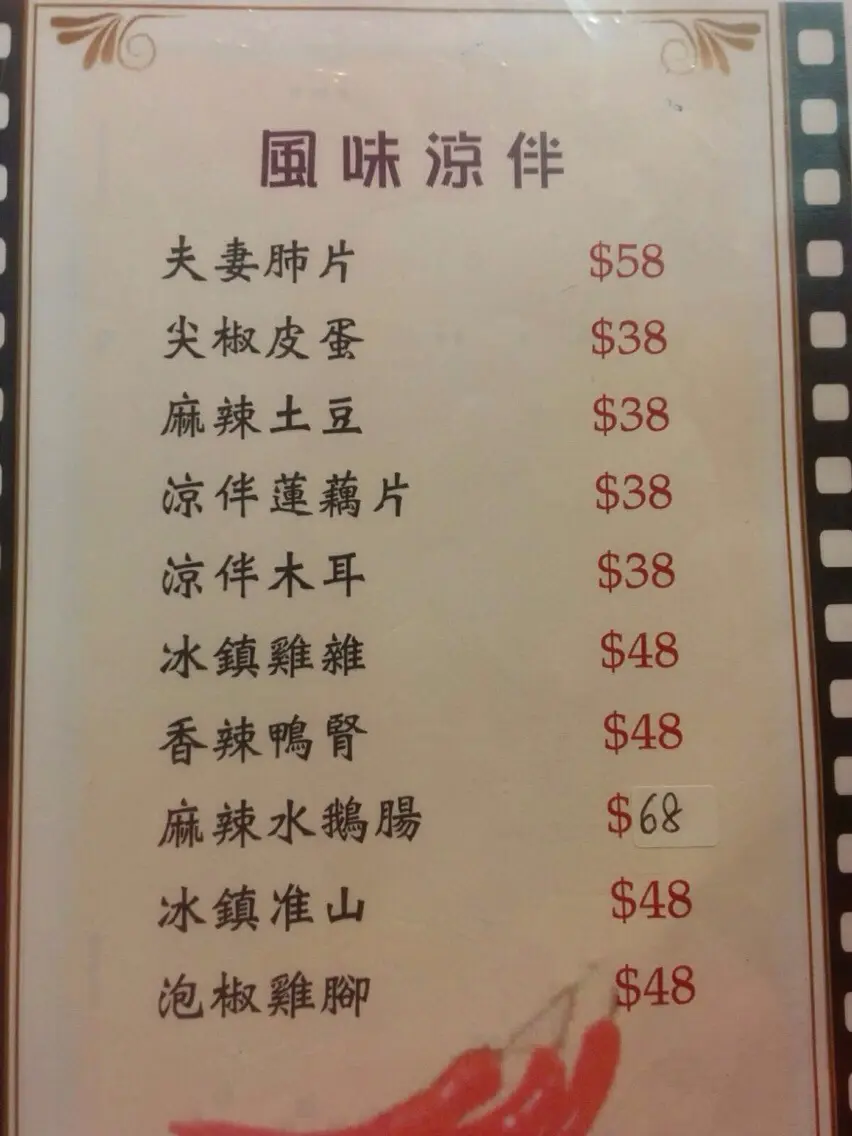 風味涼伴
夫妻肺片 $58
尖椒皮蛋 $38
麻辣土豆 $38
涼伴蓮藕片 $38
涼伴木耳 $38
冰鎮雞雜 $48
香辣鴨腎 $48
麻辣水鵝腸 $68
冰鎮准山 $48
泡椒雞腳 $48